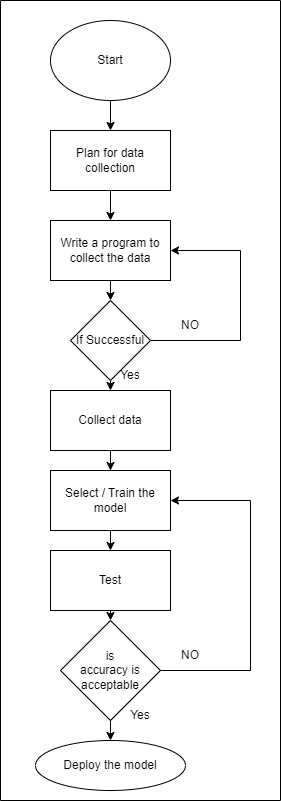 Start
Plan for data
collection
Write a program to
collect the data
If Successful
NO
Yes
Collect data
Select / Train the
model
Test
is
accuracy is
acceptable
NO
Yes
Deploy the model